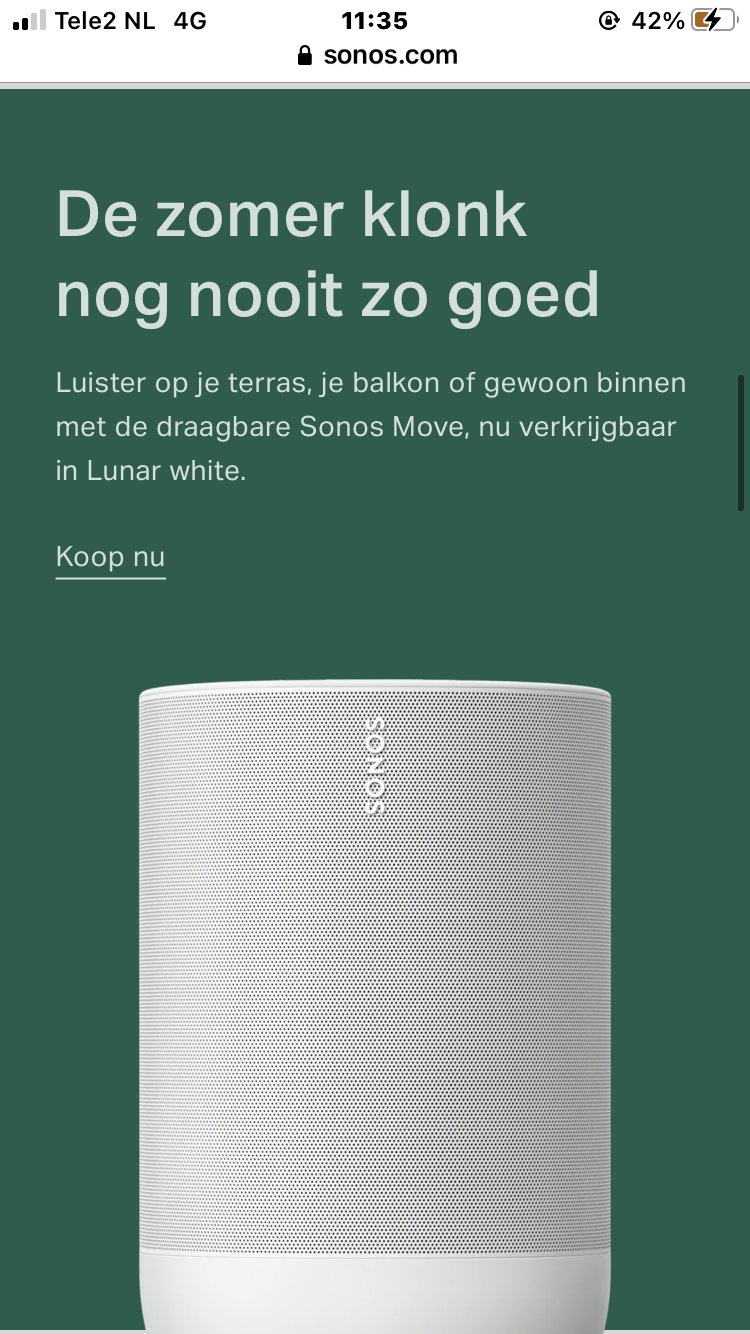 Tele2 NL 4G 11:35 42%
sonos.com
De zomer klonk
nog nooit zo goed
Luister op je terras, je balkon of gewoon binnen
met de draagbare Sonos Move, nu verkrijgbaar
in Lunar white.
Koop nu
SONOS